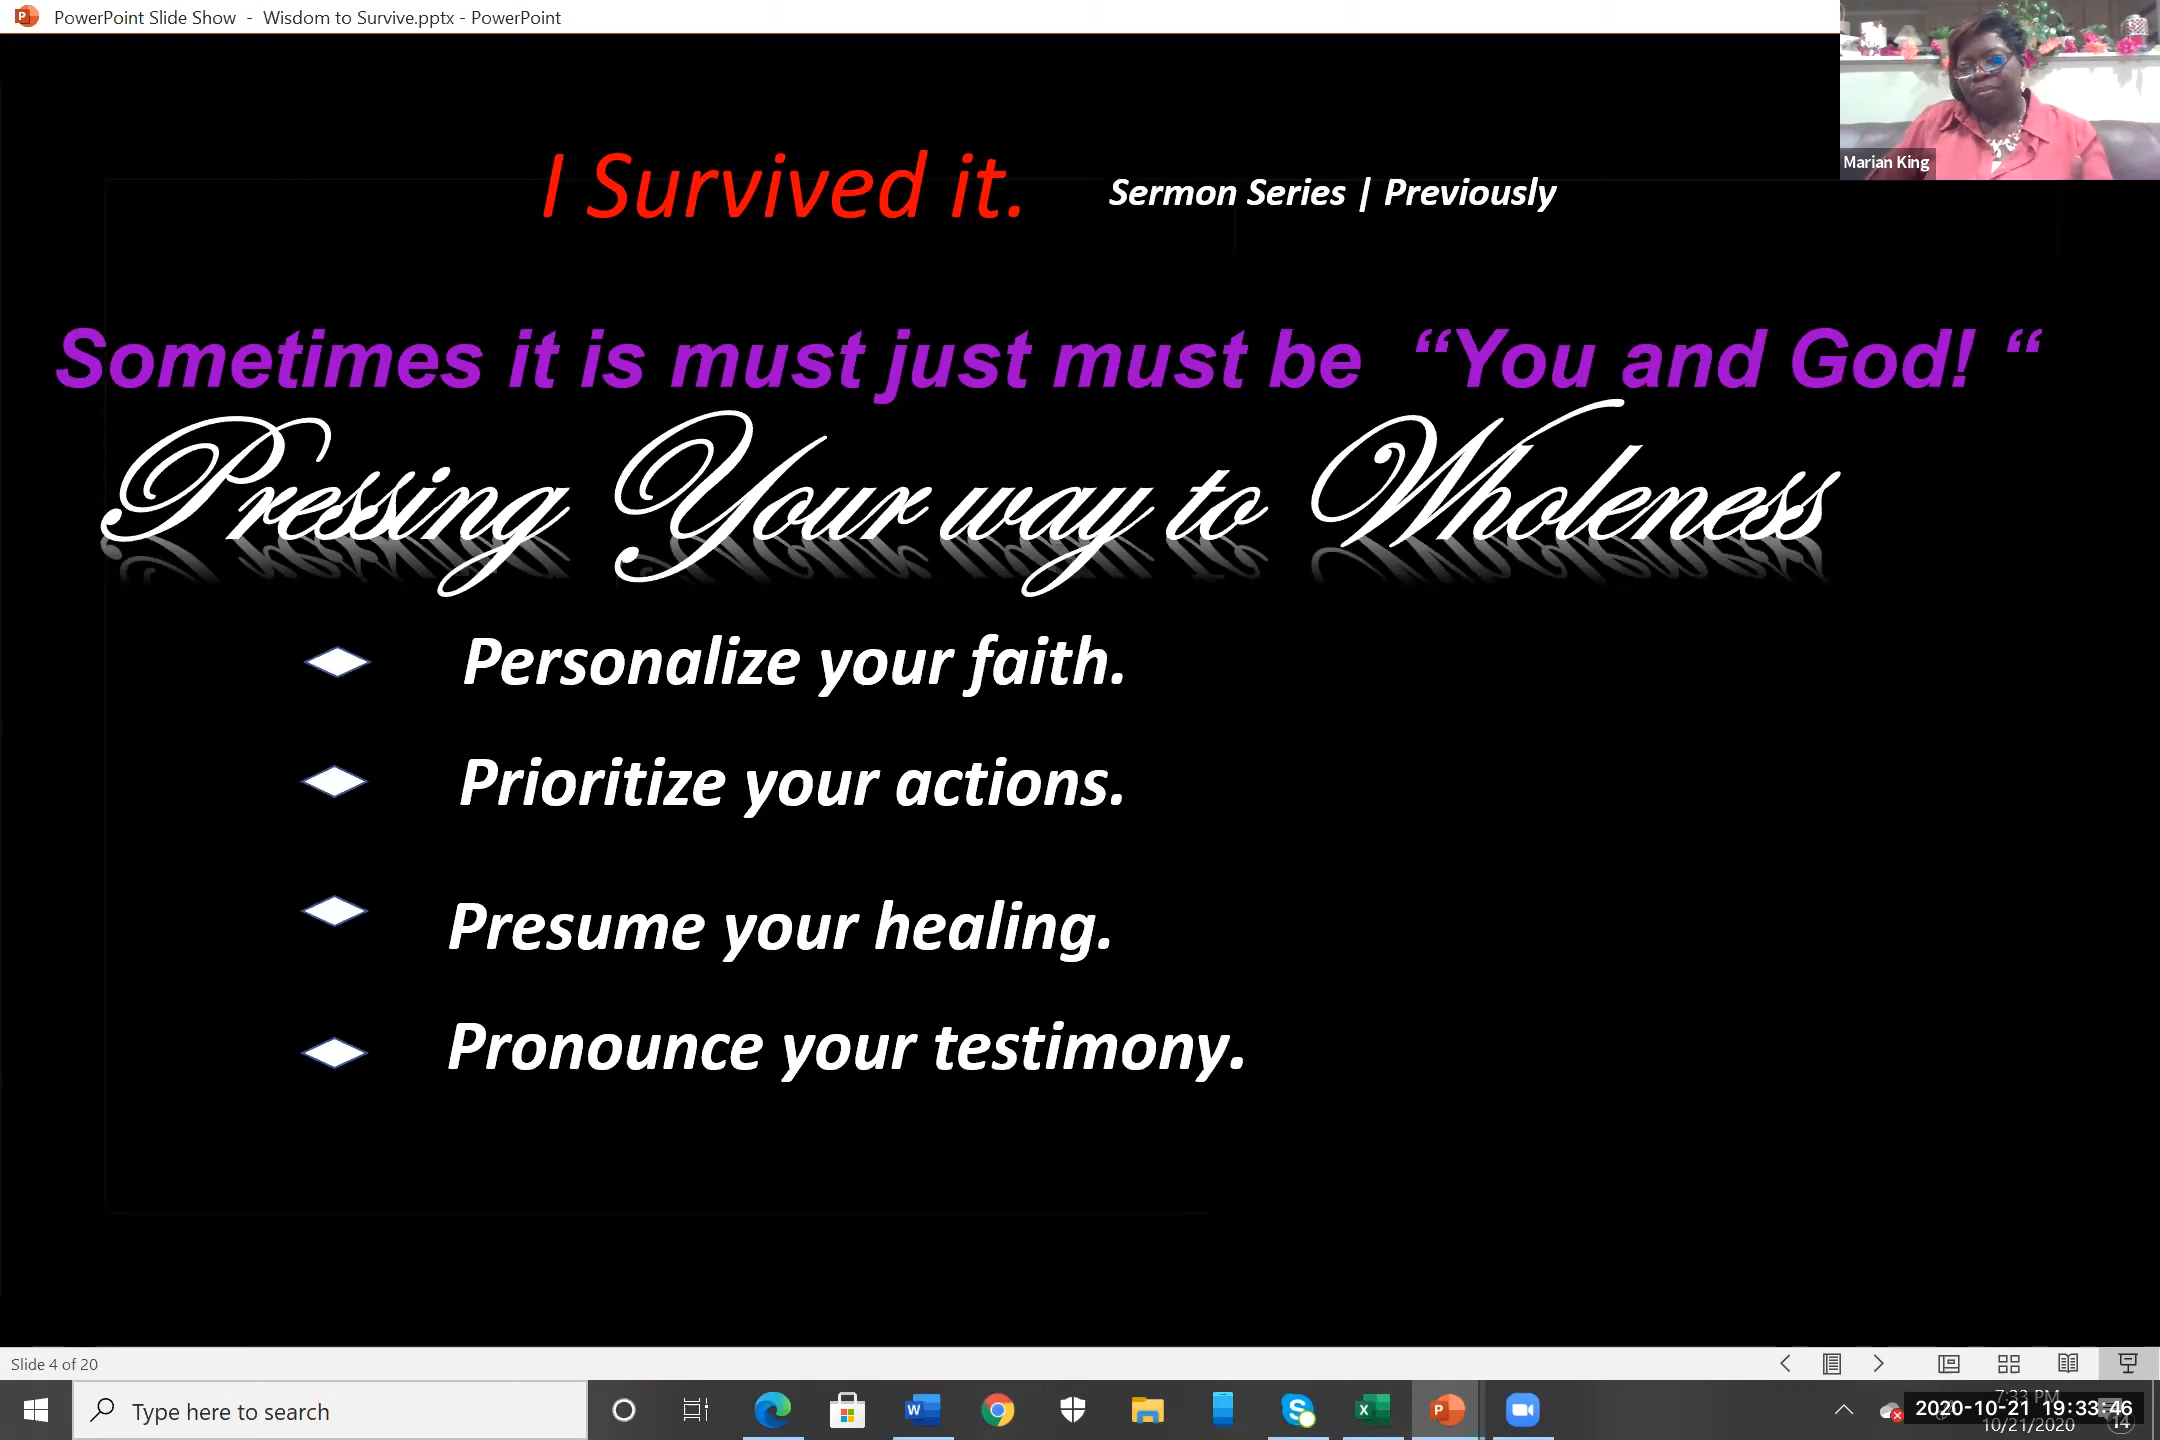 PowerPoint Slide Show - Wisdom to Survive.pptx - PowerPoint
Marian King
I Survived it. Sermon Series | Previously
Sometimes it is must just must be “You and God! “
Pressing Your way to Wholeness
Personalize your faith.
Prioritize your actions.
Presume your healing.
Pronounce your testimony.
Slide 4 of 20
Type here to search
7:33 PM
2020-10-21 19:33:46
10/21/2020
14